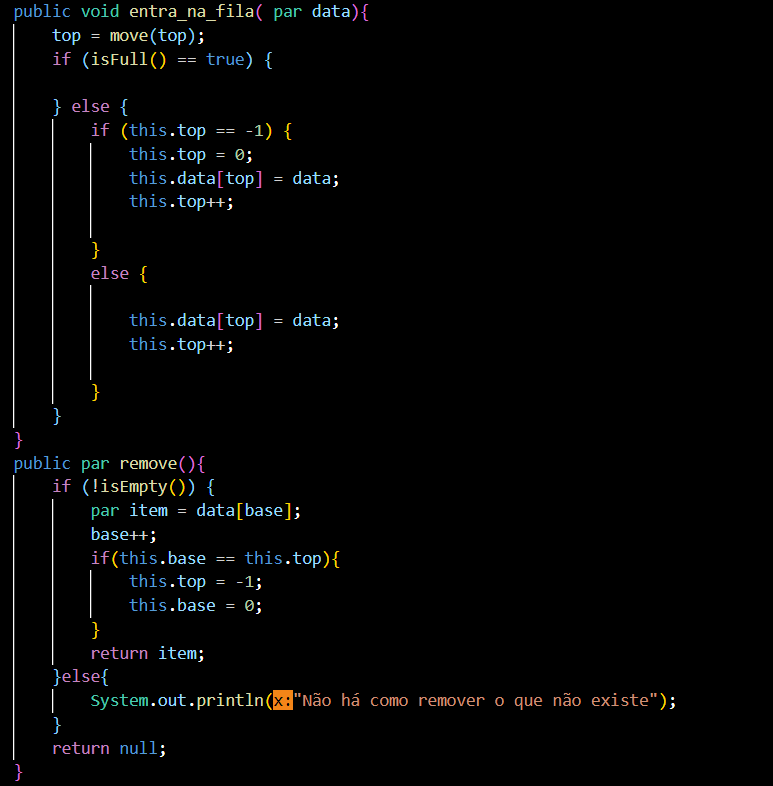 public void entra_na_fila( par data){
top = move(top);
if (isFull() == true) {
} else {
if (this.top == -1) {
this.top = 0;
this.data[top] = data;
this.top++;
}
else {
this.data[top] = data;
this.top++;
}
}
}
public par remove(){
if (!isEmpty()) {
par item = data[base];
base++;
if(this.base == this.top){
this.top = -1;
this.base = 0;
}
return item;
}else{
System.out.println(x:"Não há como remover o que não existe");
}
return null;
}